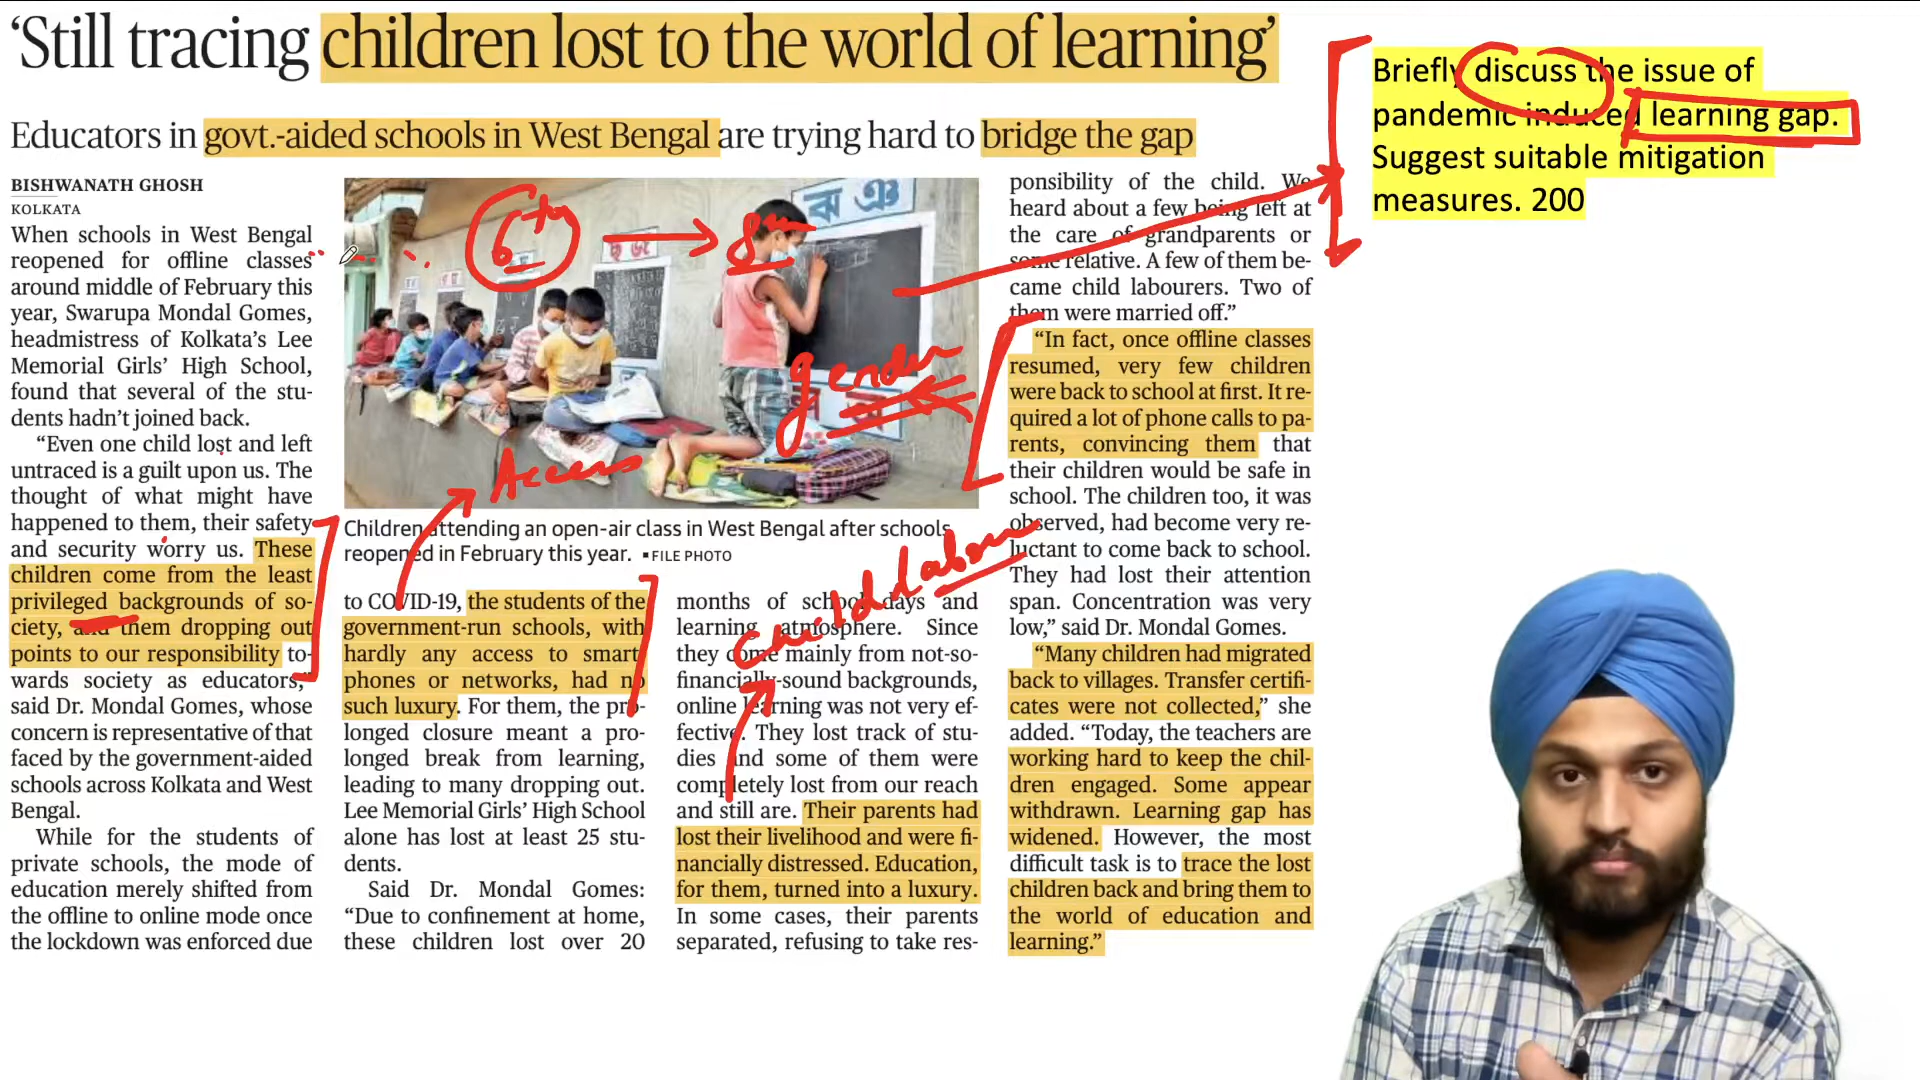 ‘Still tracing children lost to the world of learning’
Educators in govt.-aided schools in West Bengal are trying hard to bridge the gap
BISHWANATH GHOSH
KOLKATA
When schools in West Bengal
reopened for offline classes
around middle of February this
year, Swarupa Mondal Gomes,
headmistress of Kolkata’s Lee
Memorial Girls’ High School,
found that several of the stu-
dents hadn’t joined back.
“Even one child lost and left
untraced is a guilt upon us. The
thought of what might have
happened to them, their safety
and security worry us. These
children come from the least
privileged backgrounds of so-
ciety, and them dropping out
points to our responsibility to-
wards society as educators,”
said Dr. Mondal Gomes, whose
concern is representative of that
faced by the government-aided
schools across Kolkata and West
Bengal.
While for the students of
private schools, the mode of
education merely shifted from
the offline to online mode once
the lockdown was enforced due
6th
8th
ঝ ঞ
gender
Access
Children attending an open-air class in West Bengal after schools
reopened in February this year. ▪FILE PHOTO
to COVID-19, the students of the
government-run schools, with
hardly any access to smart
phones or networks, had no
such luxury. For them, the pro-
longed closure meant a pro-
longed break from learning,
leading to many dropping out.
Lee Memorial Girls’ High School
alone has lost at least 25 stu-
dents.
Said Dr. Mondal Gomes:
“Due to confinement at home,
these children lost over 20
Child labour
months of school days and
learning atmosphere. Since
they come mainly from not-so-
financially-sound backgrounds,
online learning was not very ef-
fective. They lost track of stu-
dies and some of them were
completely lost from our reach
and still are. Their parents had
lost their livelihood and were fi-
nancially distressed. Education,
for them, turned into a luxury.
In some cases, their parents
separated, refusing to take res-
ponsibility of the child. We
heard about a few being left at
the care of grandparents or
some relative. A few of them be-
came child labourers. Two of
them were married off.”
“In fact, once offline classes
resumed, very few children
were back to school at first. It re-
quired a lot of phone calls to pa-
rents, convincing them that
their children would be safe in
school. The children too, it was
observed, had become very re-
luctant to come back to school.
They had lost their attention
span. Concentration was very
low,” said Dr. Mondal Gomes.
“Many children had migrated
back to villages. Transfer certifi-
cates were not collected,” she
added. “Today, the teachers are
working hard to keep the chil-
dren engaged. Some appear
withdrawn. Learning gap has
widened. However, the most
difficult task is to trace the lost
children back and bring them to
the world of education and
learning.”
Briefly discuss the issue of
pandemic induced learning gap.
Suggest suitable mitigation
measures. 200